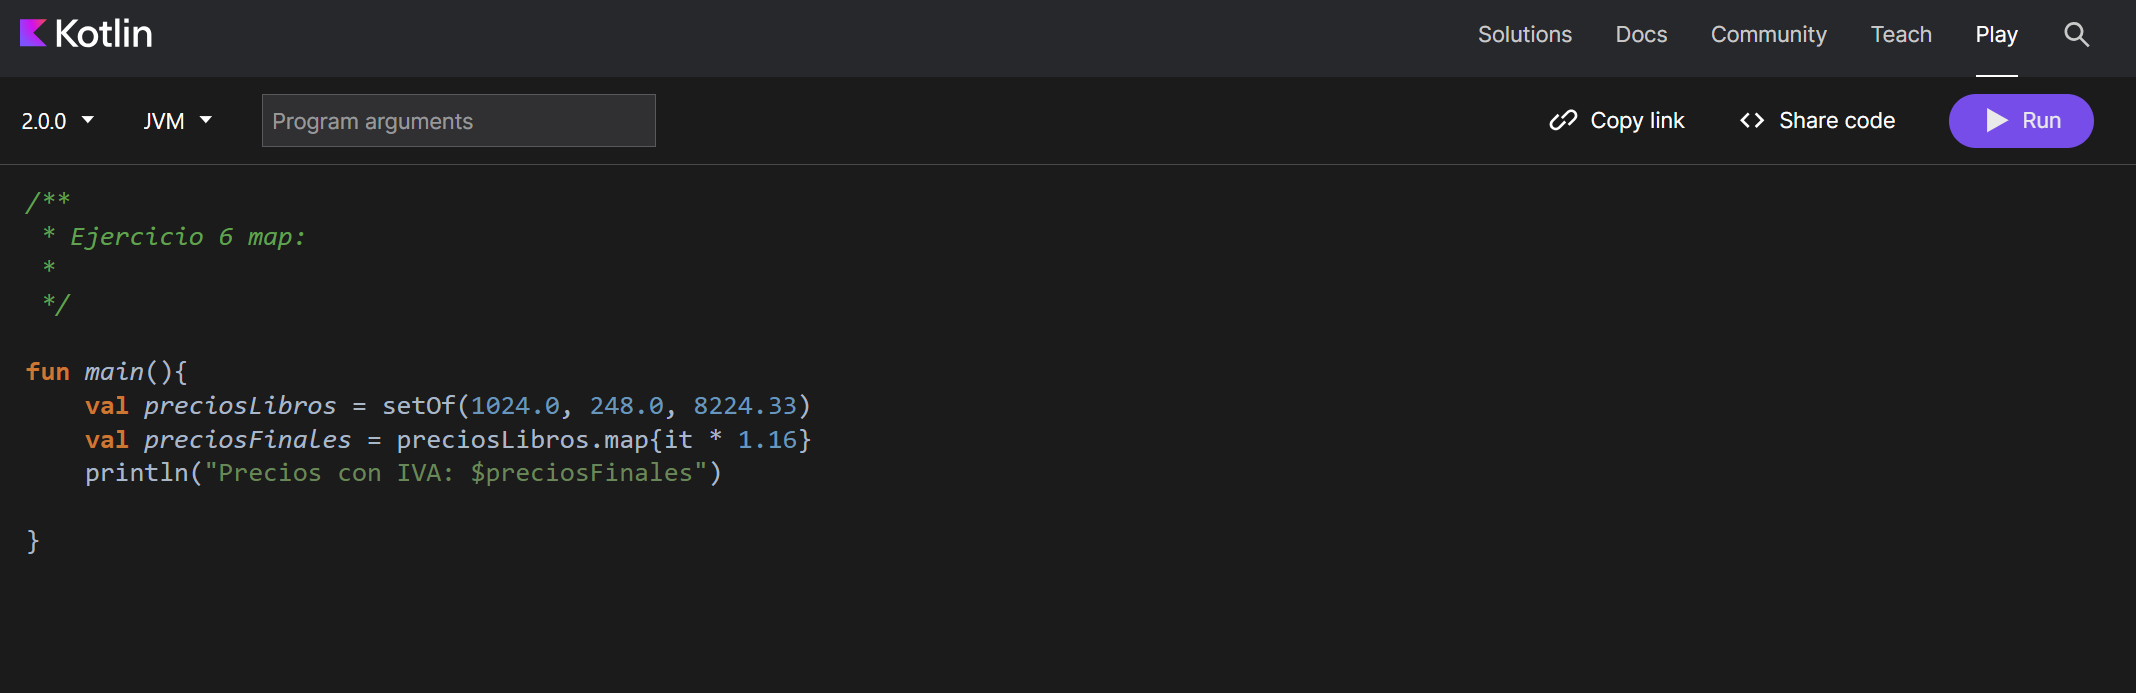 Kotlin Solutions Docs Community Teach Play
2.0.0 JVM Program arguments Copy link <> Share code Run
/**
 * Ejercicio 6 map:
 *
 */
fun main(){
    val preciosLibros = setOf(1024.0, 248.0, 8224.33)
    val preciosFinales = preciosLibros.map{it * 1.16}
    println("Precios con IVA: $preciosFinales")
}